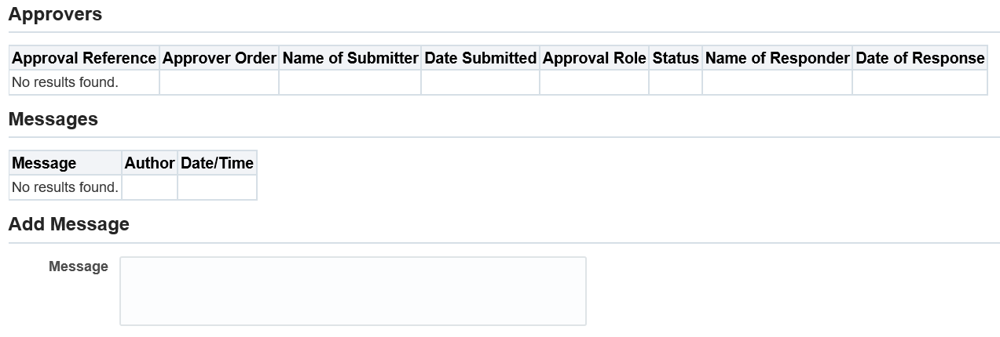 Approvers
Approval Reference Approver Order Name of Submitter Date Submitted Approval Role Status Name of Responder Date of Response
No results found.
Messages
Message Author Date/Time
No results found.
Add Message
Message